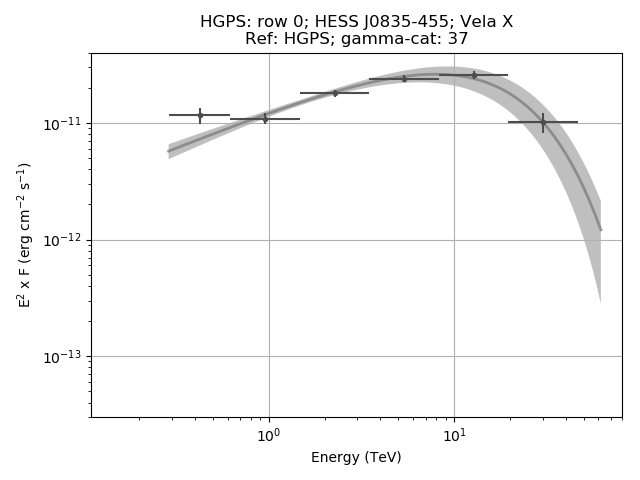 HGPS: row 0; HESS J0835-455; Vela X
Ref: HGPS; gamma-cat: 37
E² x F (erg cm⁻² s⁻¹)
10⁻¹¹
10⁻¹²
10⁻¹³
10⁰ 10¹
Energy (TeV)